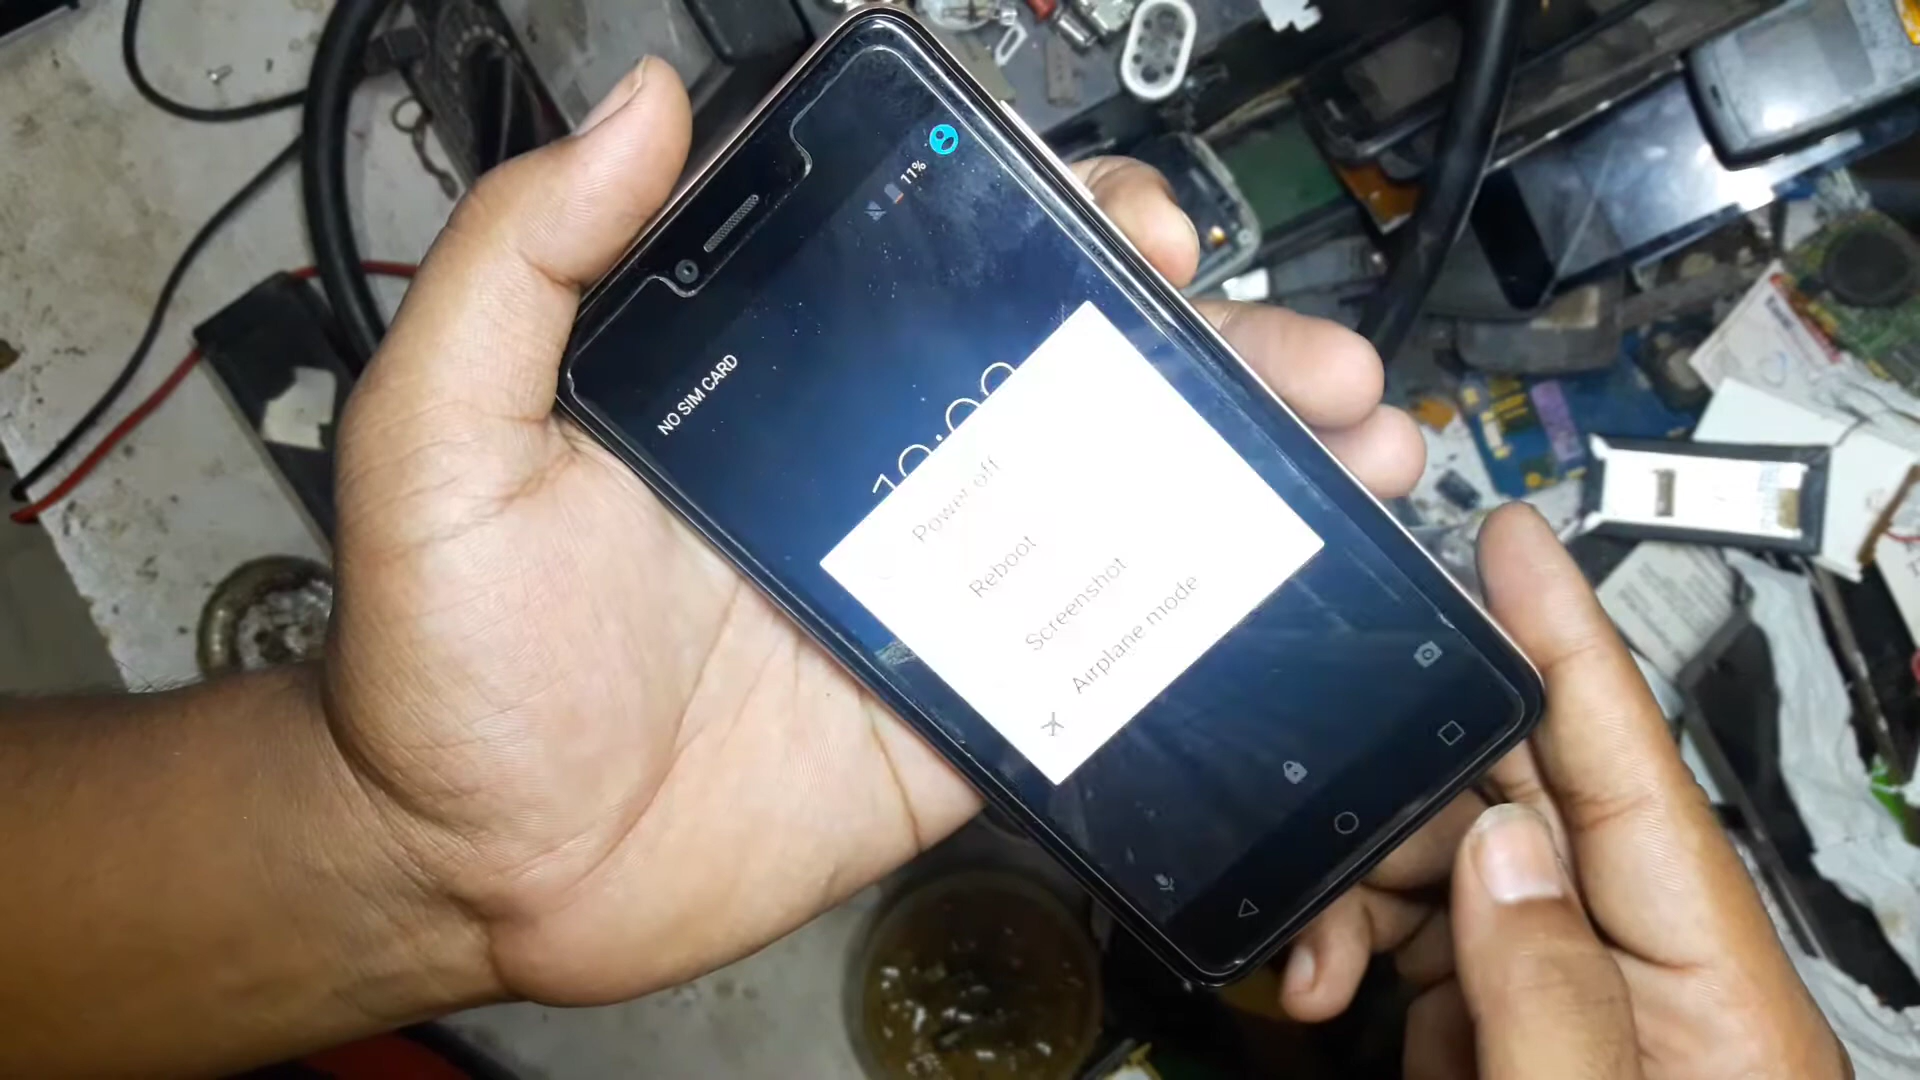 11%
NO SIM CARD
Power off
Reboot
Screenshot
Airplane mode